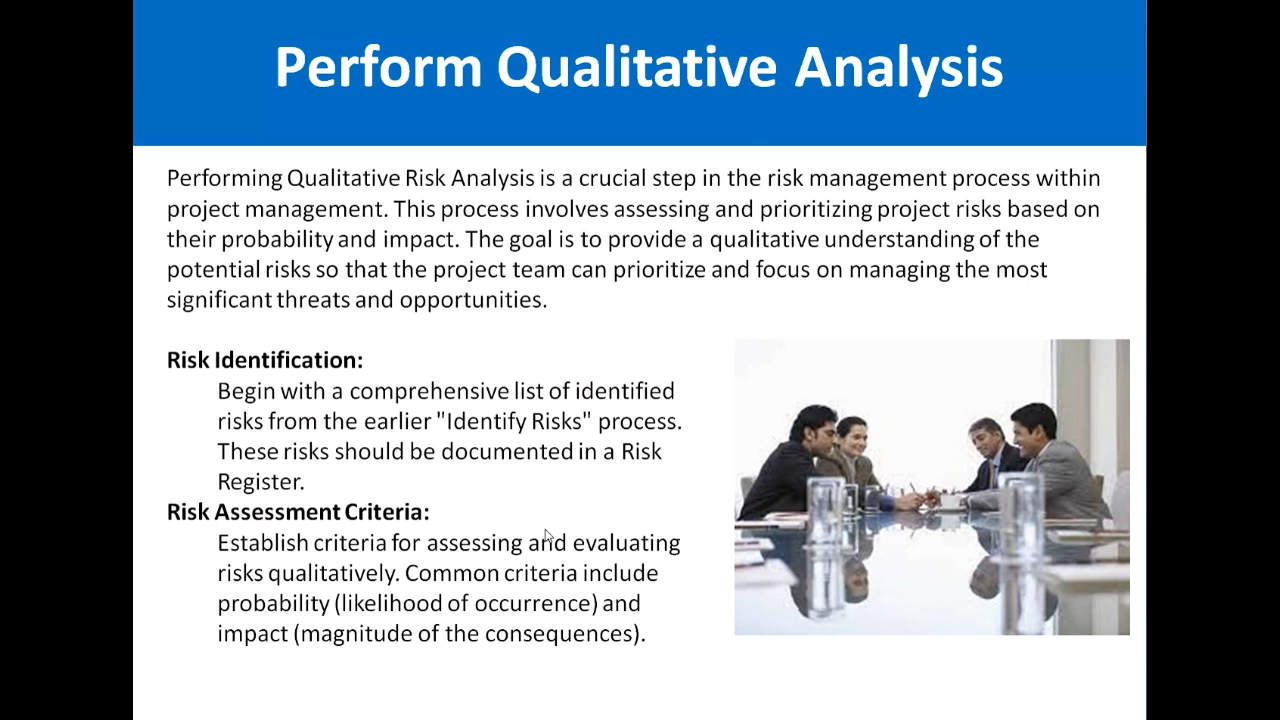 Perform Qualitative Analysis
Performing Qualitative Risk Analysis is a crucial step in the risk management process within
project management. This process involves assessing and prioritizing project risks based on
their probability and impact. The goal is to provide a qualitative understanding of the
potential risks so that the project team can prioritize and focus on managing the most
significant threats and opportunities.
Risk Identification:
Begin with a comprehensive list of identified
risks from the earlier "Identify Risks" process.
These risks should be documented in a Risk
Register.
Risk Assessment Criteria:
Establish criteria for assessing and evaluating
risks qualitatively. Common criteria include
probability (likelihood of occurrence) and
impact (magnitude of the consequences).